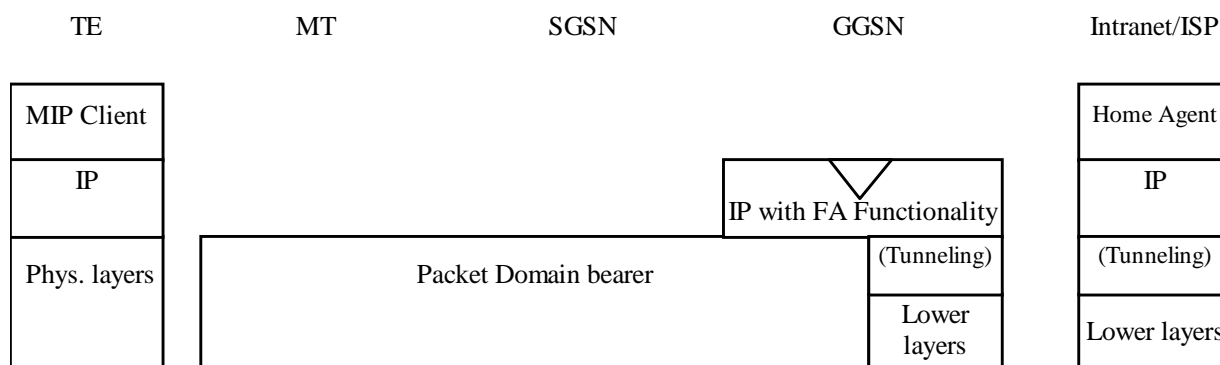 TE MT SGSN GGSN Intranet/ISP
MIP Client
Home Agent
IP
IP
IP with FA Functionality
Phys. layers
Packet Domain bearer
(Tunneling)
(Tunneling)
Lower
layers
Lower layers